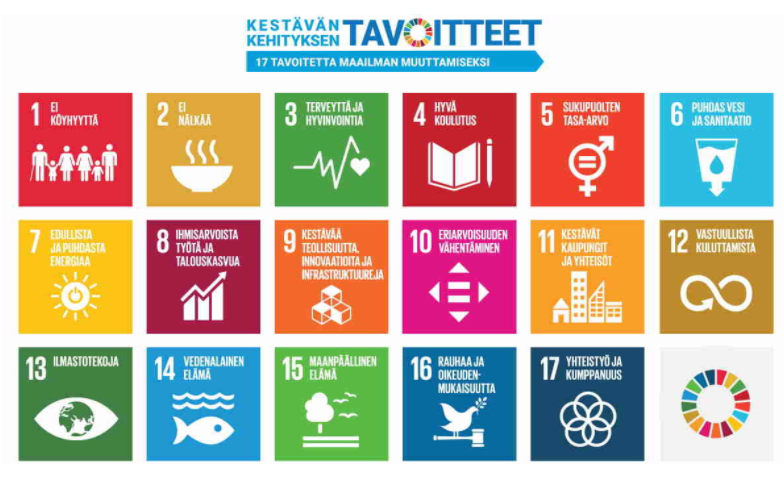 KESTÄVÄN
KEHITYKSEN
TAVOITTEET
17 TAVOITETTA MAAILMAN MUUTTAMISEKSI
1 EI
KÖYHYYTTÄ
2 EI
NÄLKÄÄ
3 TERVEYTTÄ JA
HYVINVOINTIA
4 HYVÄ
KOULUTUS
5 SUKUPUOLTEN
TASA-ARVO
6 PUHDAS VESI
JA SANITAATIO
7 EDULLISTA
JA PUHDASTA
ENERGIAA
8 IHMISARVOISTA
TYÖTÄ JA
TALOUSKASVUA
9 KESTÄVÄÄ
TEOLLISUUTTA,
INNOVAATIOITA JA
INFRASTRUKTUUREJA
10 ERIARVOISUUDEN
VÄHENTÄMINEN
11 KESTÄVÄT
KAUPUNGIT
JA YHTEISÖT
12 VASTUULLISTA
KULUTTAMISTA
13 ILMASTOTEKOJA
14 VEDENALAINEN
ELÄMÄ
15 MAANPÄÄLLINEN
ELÄMÄ
16 RAUHAA JA
OIKEUDEN-
MUKAISUUTTA
17 YHTEISTYÖ JA
KUMPPANUUS